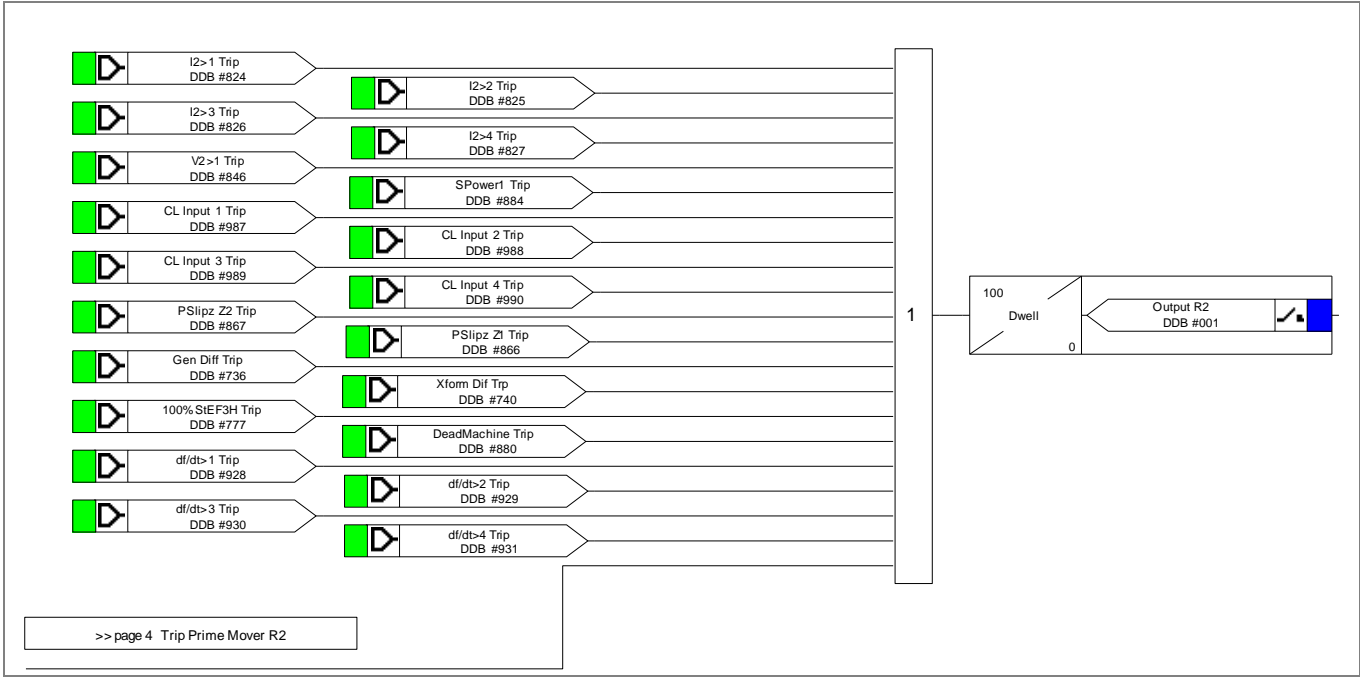 I2>1 Trip
DDB #824
I2>2 Trip
DDB #825
I2>3 Trip
DDB #826
I2>4 Trip
DDB #827
V2>1 Trip
DDB #846
SPower1 Trip
DDB #884
CL Input 1 Trip
DDB #987
CL Input 2 Trip
DDB #988
CL Input 3 Trip
DDB #989
CL Input 4 Trip
DDB #990
PSlipz Z2 Trip
DDB #867
PSlipz Z1 Trip
DDB #866
Gen Diff Trip
DDB #736
Xform Dif Trp
DDB #740
100%StEF3H Trip
DDB #777
DeadMachine Trip
DDB #880
df/dt>1 Trip
DDB #928
df/dt>2 Trip
DDB #929
df/dt>3 Trip
DDB #930
df/dt>4 Trip
DDB #931
1
100
Dwell
0
Output R2
DDB #001
>> page 4 Trip Prime Mover R2